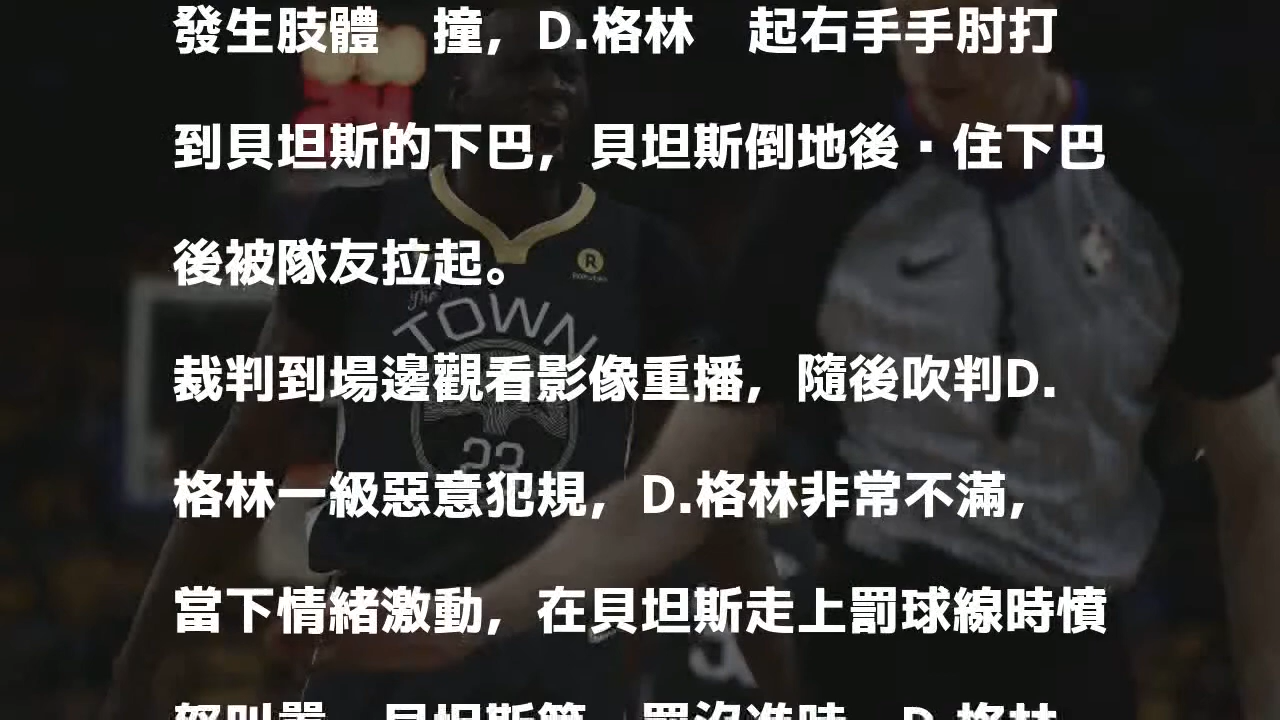 發生肢體　撞，D.格林　起右手手肘打
到貝坦斯的下巴，貝坦斯倒地後·住下巴
後被隊友拉起。
R
The
TOWN
裁判到場邊觀看影像重播，隨後吹判D.
23
格林一級惡意犯規，D.格林非常不滿，
當下情緒激動，在貝坦斯走上罰球線時憤